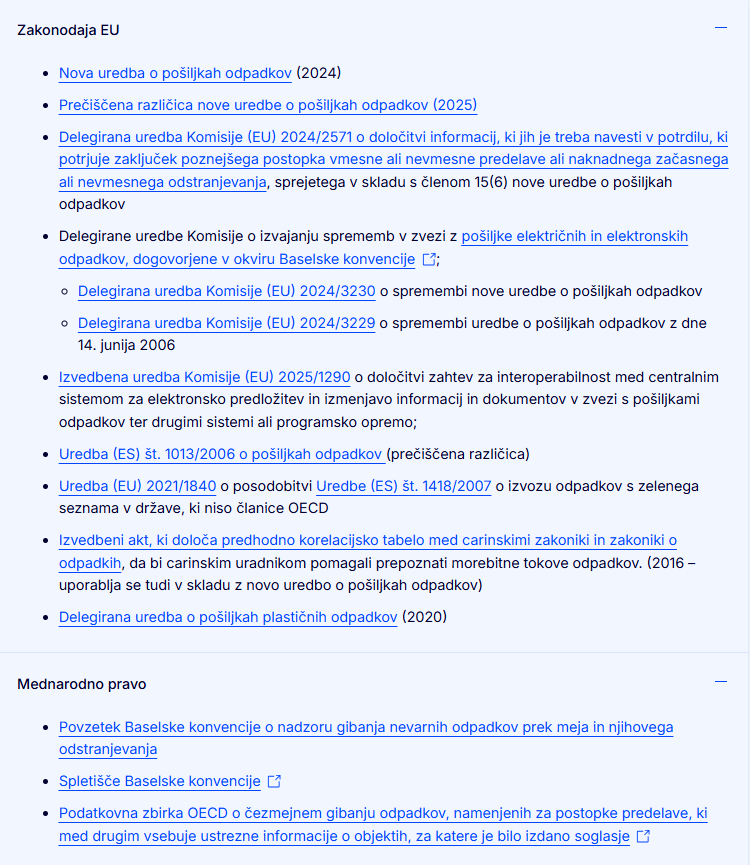 Zakonodaja EU
Nova uredba o pošiljkah odpadkov (2024)
Prečiščena različica nove uredbe o pošiljkah odpadkov (2025)
Delegirana uredba Komisije (EU) 2024/2571 o določitvi informacij, ki jih je treba navesti v potrdilu, ki
potrjuje zaključek poznejšega postopka vmesne ali nevmesne predelave ali naknadnega začasnega
ali nevmesnega odstranjevanja, sprejetega v skladu s členom 15(6) nove uredbe o pošiljkah
odpadkov
Delegirane uredbe Komisije o izvajanju sprememb v zvezi z pošiljke električnih in elektronskih
odpadkov, dogovorjene v okviru Baselske konvencije;
Delegirana uredba Komisije (EU) 2024/3230 o spremembi nove uredbe o pošiljkah odpadkov
Delegirana uredba Komisije (EU) 2024/3229 o spremembi uredbe o pošiljkah odpadkov z dne
14. junija 2006
Izvedbena uredba Komisije (EU) 2025/1290 o določitvi zahtev za interoperabilnost med centralnim
sistemom za elektronsko predložitev in izmenjavo informacij in dokumentov v zvezi s pošiljkami
odpadkov ter drugimi sistemi ali programsko opremo;
Uredba (ES) št. 1013/2006 o pošiljkah odpadkov (prečiščena različica)
Uredba (EU) 2021/1840 o posodobitvi Uredbe (ES) št. 1418/2007 o izvozu odpadkov s zelenega
seznama v države, ki niso članice OECD
Izvedbeni akt, ki določa predhodno korelacijsko tabelo med carinskimi zakoniki in zakoniki o
odpadkih, da bi carinskim uradnikom pomagali prepoznati morebitne tokove odpadkov. (2016 –
uporablja se tudi v skladu z novo uredbo o pošiljkah odpadkov)
Delegirana uredba o pošiljkah plastičnih odpadkov (2020)
Mednarodno pravo
Povzetek Baselske konvencije o nadzoru gibanja nevarnih odpadkov prek meja in njihovega
odstranjevanja
Spletišče Baselske konvencije
Podatkovna zbirka OECD o čezmejnem gibanju odpadkov, namenjenih za postopke predelave, ki
med drugim vsebuje ustrezne informacije o objektih, za katere je bilo izdano soglasje